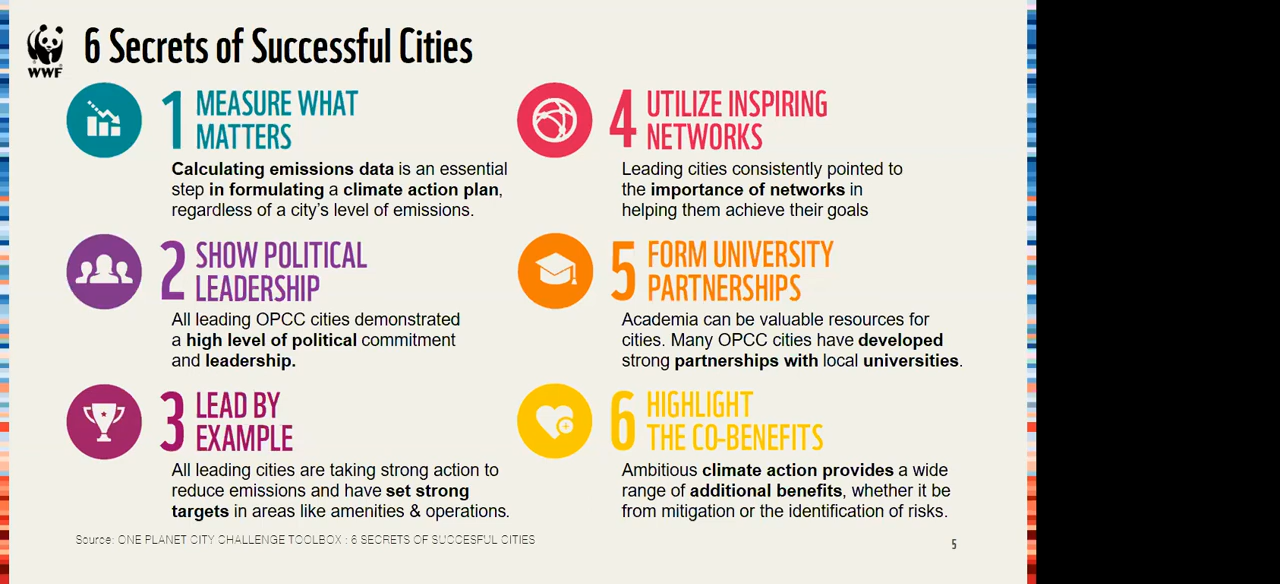 6 Secrets of Successful Cities
WWF
1 MEASURE WHAT
MATTERS
Calculating emissions data is an essential
step in formulating a climate action plan,
regardless of a city's level of emissions.
2 SHOW POLITICAL
LEADERSHIP
All leading OPCC cities demonstrated
a high level of political commitment
and leadership.
3 LEAD BY
EXAMPLE
All leading cities are taking strong action to
reduce emissions and have set strong
targets in areas like amenities & operations.
4 UTILIZE INSPIRING
NETWORKS
Leading cities consistently pointed to
the importance of networks in
helping them achieve their goals
5 FORM UNIVERSITY
PARTNERSHIPS
Academia can be valuable resources for
cities. Many OPCC cities have developed
strong partnerships with local universities.
6 HIGHLIGHT
THE CO-BENEFITS
Ambitious climate action provides a wide
range of additional benefits, whether it be
from mitigation or the identification of risks.
Source: ONE PLANET CITY CHALLENGE TOOLBOX : 6 SECRETS OF SUCCESFUL CITIES
5